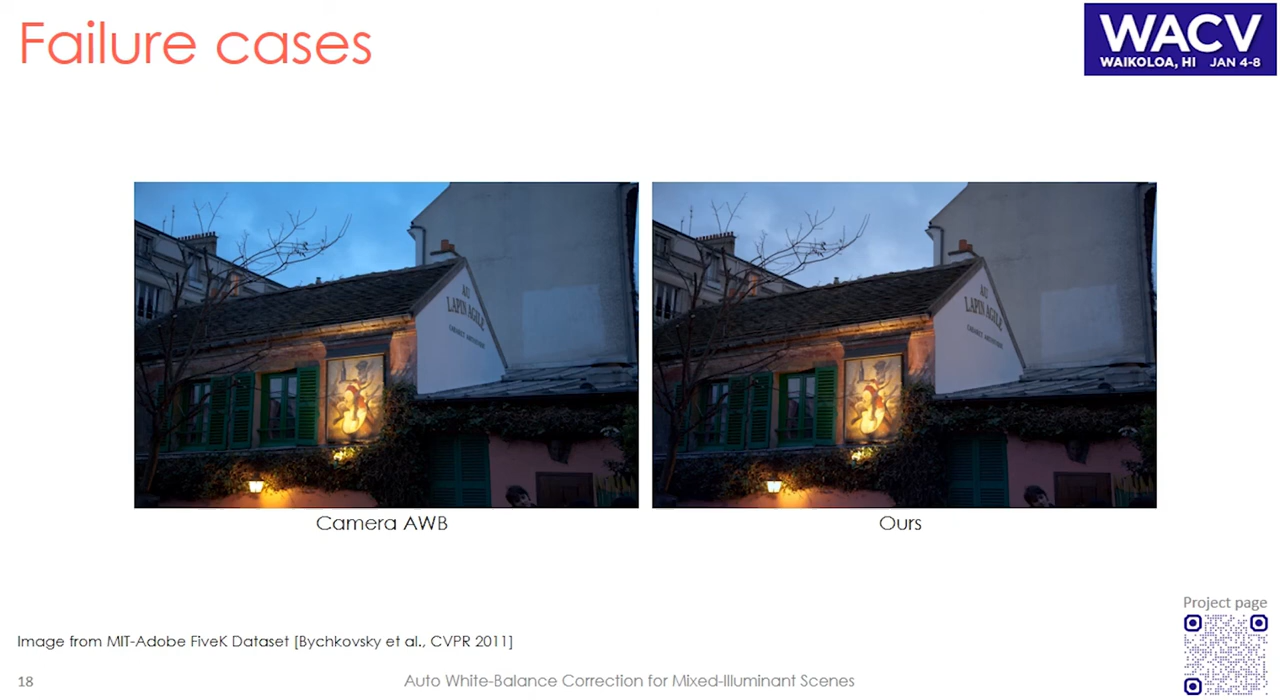 Failure cases
WACV
WAIKOLOA, HI JAN 4-8
AU
LAPIN AGILE
AU
LAPIN AGILE
Camera AWB
Ours
Project page
Image from MIT-Adobe FiveK Dataset [Bychkovsky et al., CVPR 2011]
18
Auto White-Balance Correction for Mixed-Illuminant Scenes